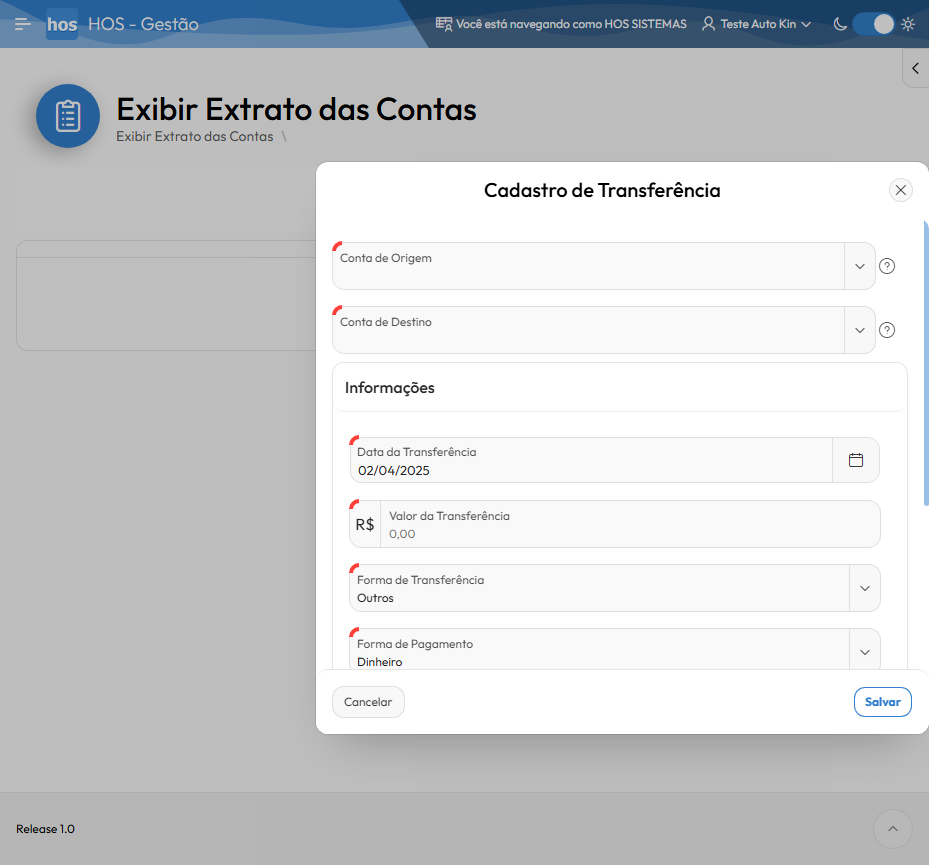 hos HOS - Gestão Você está navegando como HOS SISTEMAS Teste Auto Kin
Exibir Extrato das Contas
Exibir Extrato das Contas \
Cadastro de Transferência
Conta de Origem
?
Conta de Destino
?
Informações
Data da Transferência
02/04/2025
R$ Valor da Transferência
0,00
Forma de Transferência
Outros
Forma de Pagamento
Dinheiro
Cancelar Salvar
Release 1.0